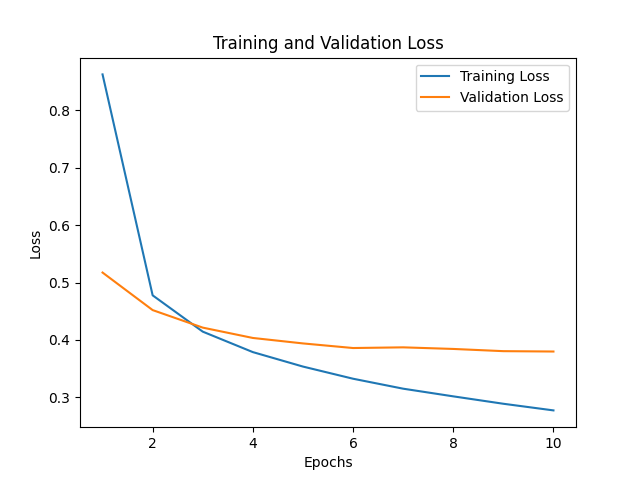 Training and Validation Loss
Training Loss
Validation Loss
0.8
0.7
0.6
0.5
0.4
0.3
Loss
2 4 6 8 10
Epochs